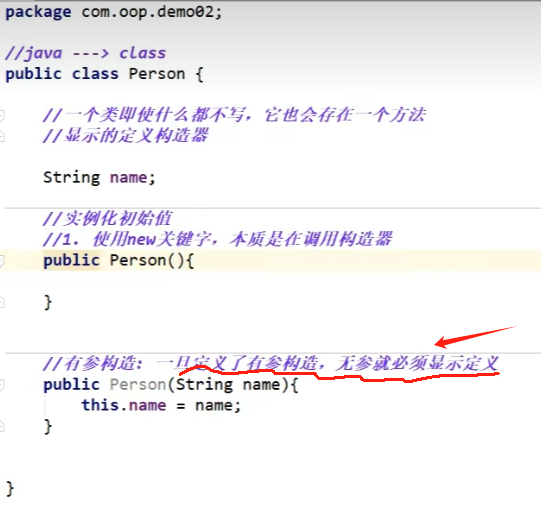 package com.oop.demo02;
//java ---> class
public class Person {
//一个类即使什么都不写，它也会存在一个方法
//显示的定义构造器
String name;
//实例化初始值
//1. 使用new关键字，本质是在调用构造器
public Person(){
}
//有参构造： 一旦定义了有参构造，无参就必须显示定义
public Person(String name){
this.name = name;
}
}